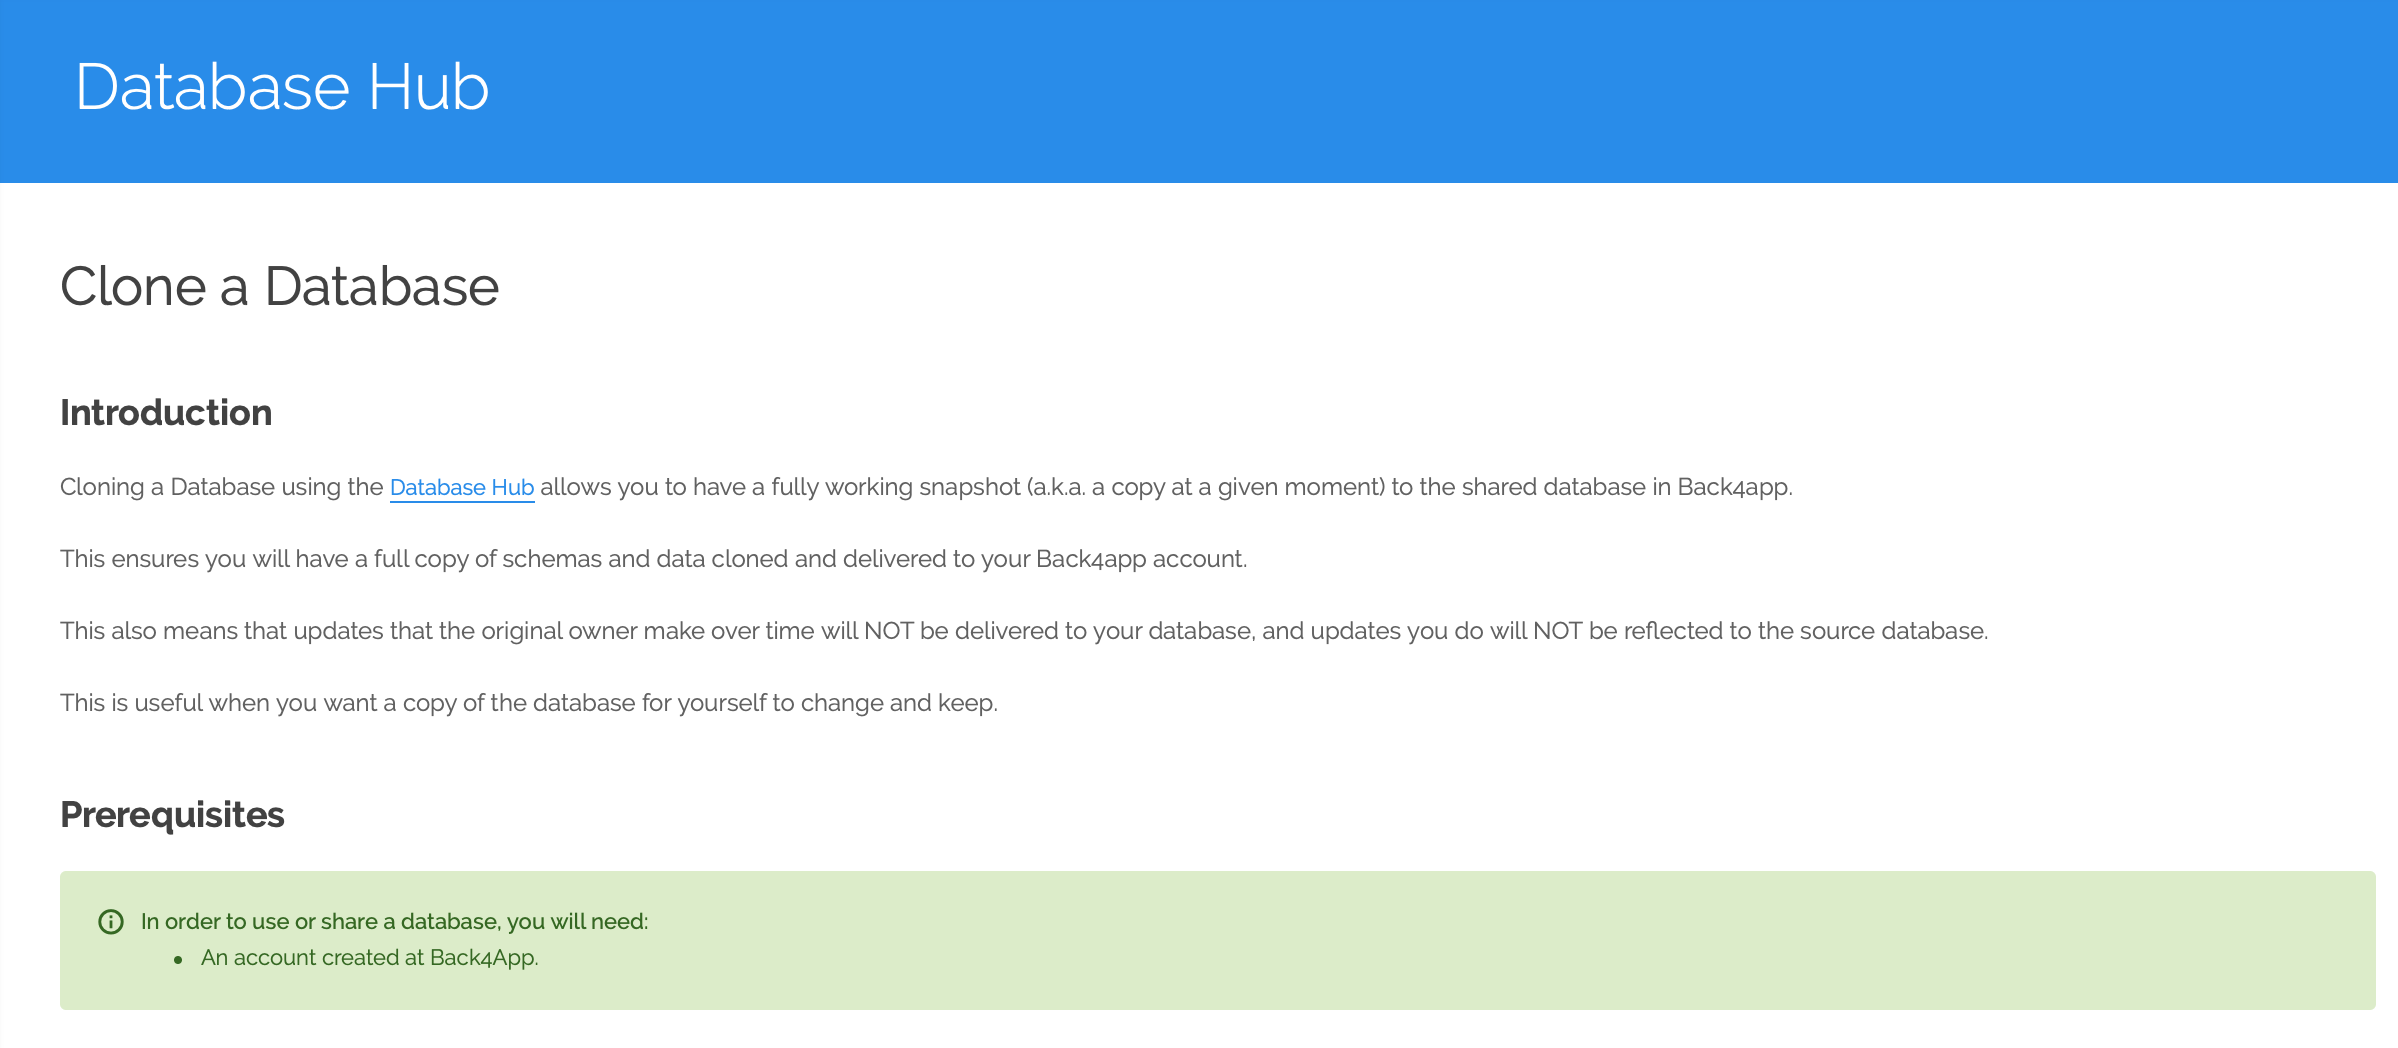 Database Hub
Clone a Database
Introduction
Cloning a Database using the Database Hub allows you to have a fully working snapshot (a.k.a. a copy at a given moment) to the shared database in Back4app.
This ensures you will have a full copy of schemas and data cloned and delivered to your Back4app account.
This also means that updates that the original owner make over time will NOT be delivered to your database, and updates you do will NOT be reflected to the source database.
This is useful when you want a copy of the database for yourself to change and keep.
Prerequisites
In order to use or share a database, you will need:
• An account created at Back4App.